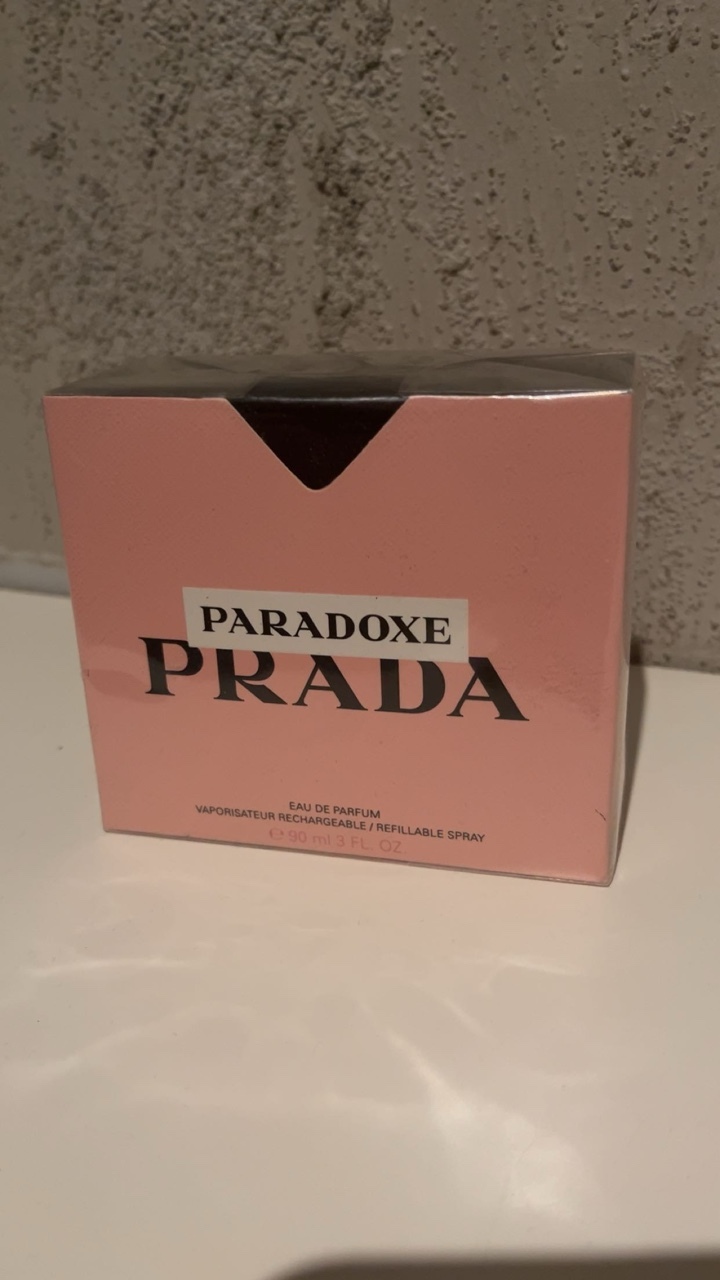 PARADOXE
PRADA
EAU DE PARFUM
VAPORISATEUR RECHARGEABLE / REFILLABLE SPRAY
℮ 90 ml 3 FL. OZ